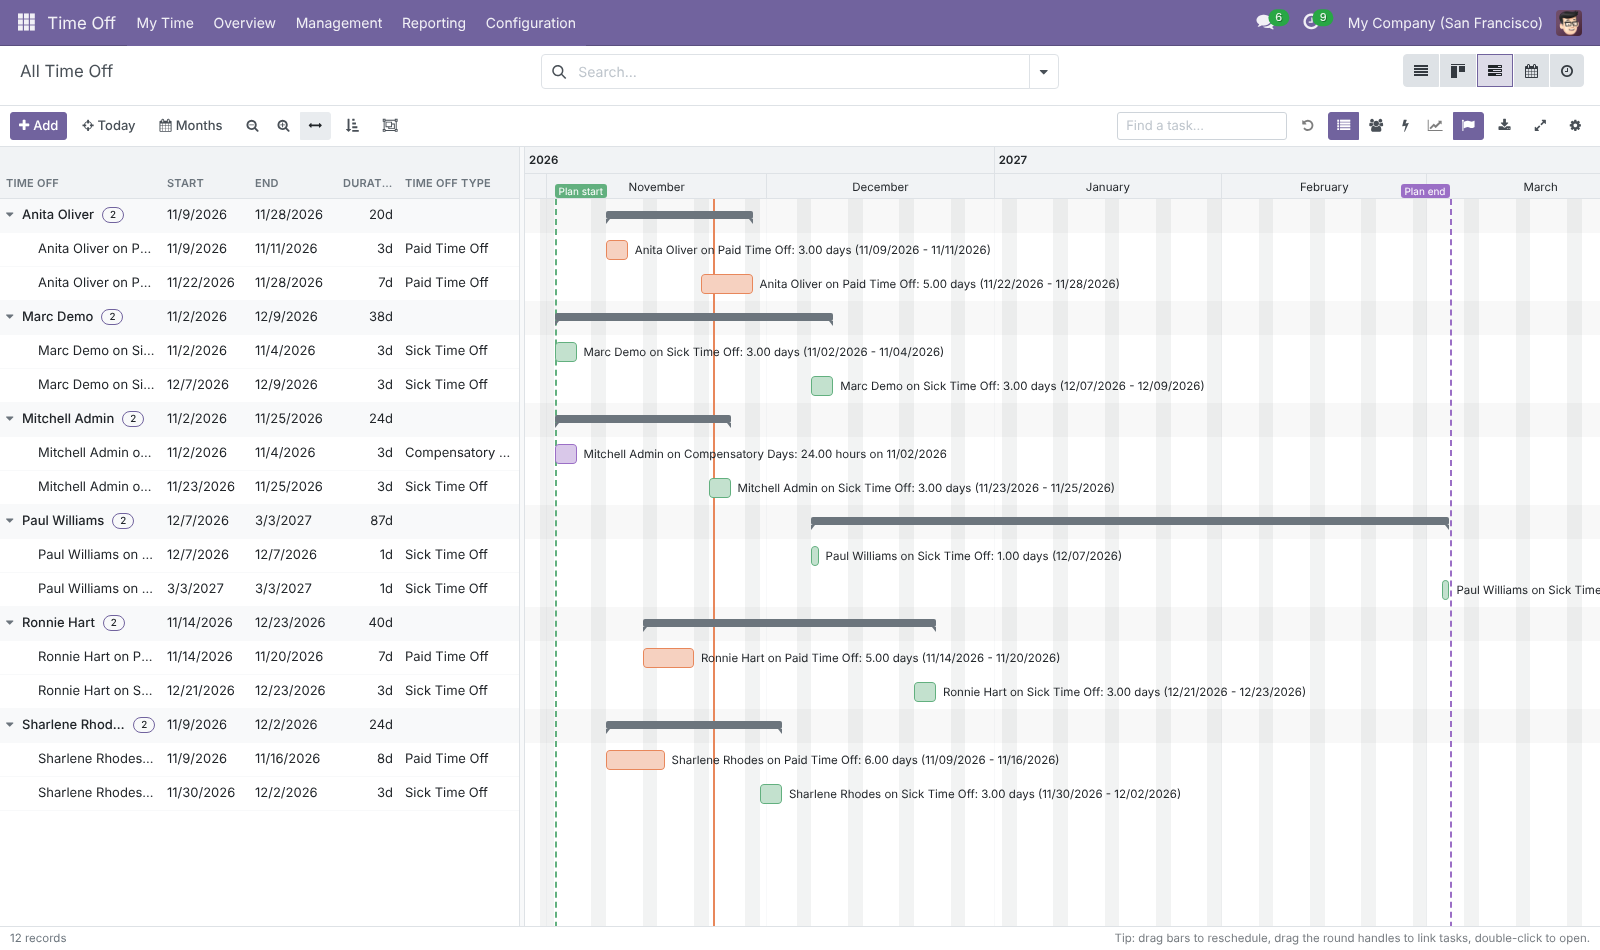 Time Off My Time Overview Management Reporting Configuration 6 9 My Company (San Francisco)
All Time Off Search...
Add Today Months Find a task...
2026 2027
TIME OFF START END DURAT... TIME OFF TYPE Plan start November December January February Plan end March
Anita Oliver 2 11/9/2026 11/28/2026 20d
Anita Oliver on P... 11/9/2026 11/11/2026 3d Paid Time Off Anita Oliver on Paid Time Off: 3.00 days (11/09/2026 - 11/11/2026)
Anita Oliver on P... 11/22/2026 11/28/2026 7d Paid Time Off Anita Oliver on Paid Time Off: 5.00 days (11/22/2026 - 11/28/2026)
Marc Demo 2 11/2/2026 12/9/2026 38d
Marc Demo on Si... 11/2/2026 11/4/2026 3d Sick Time Off Marc Demo on Sick Time Off: 3.00 days (11/02/2026 - 11/04/2026)
Marc Demo on Si... 12/7/2026 12/9/2026 3d Sick Time Off Marc Demo on Sick Time Off: 3.00 days (12/07/2026 - 12/09/2026)
Mitchell Admin 2 11/2/2026 11/25/2026 24d
Mitchell Admin o... 11/2/2026 11/4/2026 3d Compensatory ... Mitchell Admin on Compensatory Days: 24.00 hours on 11/02/2026
Mitchell Admin o... 11/23/2026 11/25/2026 3d Sick Time Off Mitchell Admin on Sick Time Off: 3.00 days (11/23/2026 - 11/25/2026)
Paul Williams 2 12/7/2026 3/3/2027 87d
Paul Williams on ... 12/7/2026 12/7/2026 1d Sick Time Off Paul Williams on Sick Time Off: 1.00 days (12/07/2026)
Paul Williams on ... 3/3/2027 3/3/2027 1d Sick Time Off Paul Williams on Sick Time
Ronnie Hart 2 11/14/2026 12/23/2026 40d
Ronnie Hart on P... 11/14/2026 11/20/2026 7d Paid Time Off Ronnie Hart on Paid Time Off: 5.00 days (11/14/2026 - 11/20/2026)
Ronnie Hart on S... 12/21/2026 12/23/2026 3d Sick Time Off Ronnie Hart on Sick Time Off: 3.00 days (12/21/2026 - 12/23/2026)
Sharlene Rhod... 2 11/9/2026 12/2/2026 24d
Sharlene Rhodes... 11/9/2026 11/16/2026 8d Paid Time Off Sharlene Rhodes on Paid Time Off: 6.00 days (11/09/2026 - 11/16/2026)
Sharlene Rhodes... 11/30/2026 12/2/2026 3d Sick Time Off Sharlene Rhodes on Sick Time Off: 3.00 days (11/30/2026 - 12/02/2026)
12 records Tip: drag bars to reschedule, drag the round handles to link tasks, double-click to open.